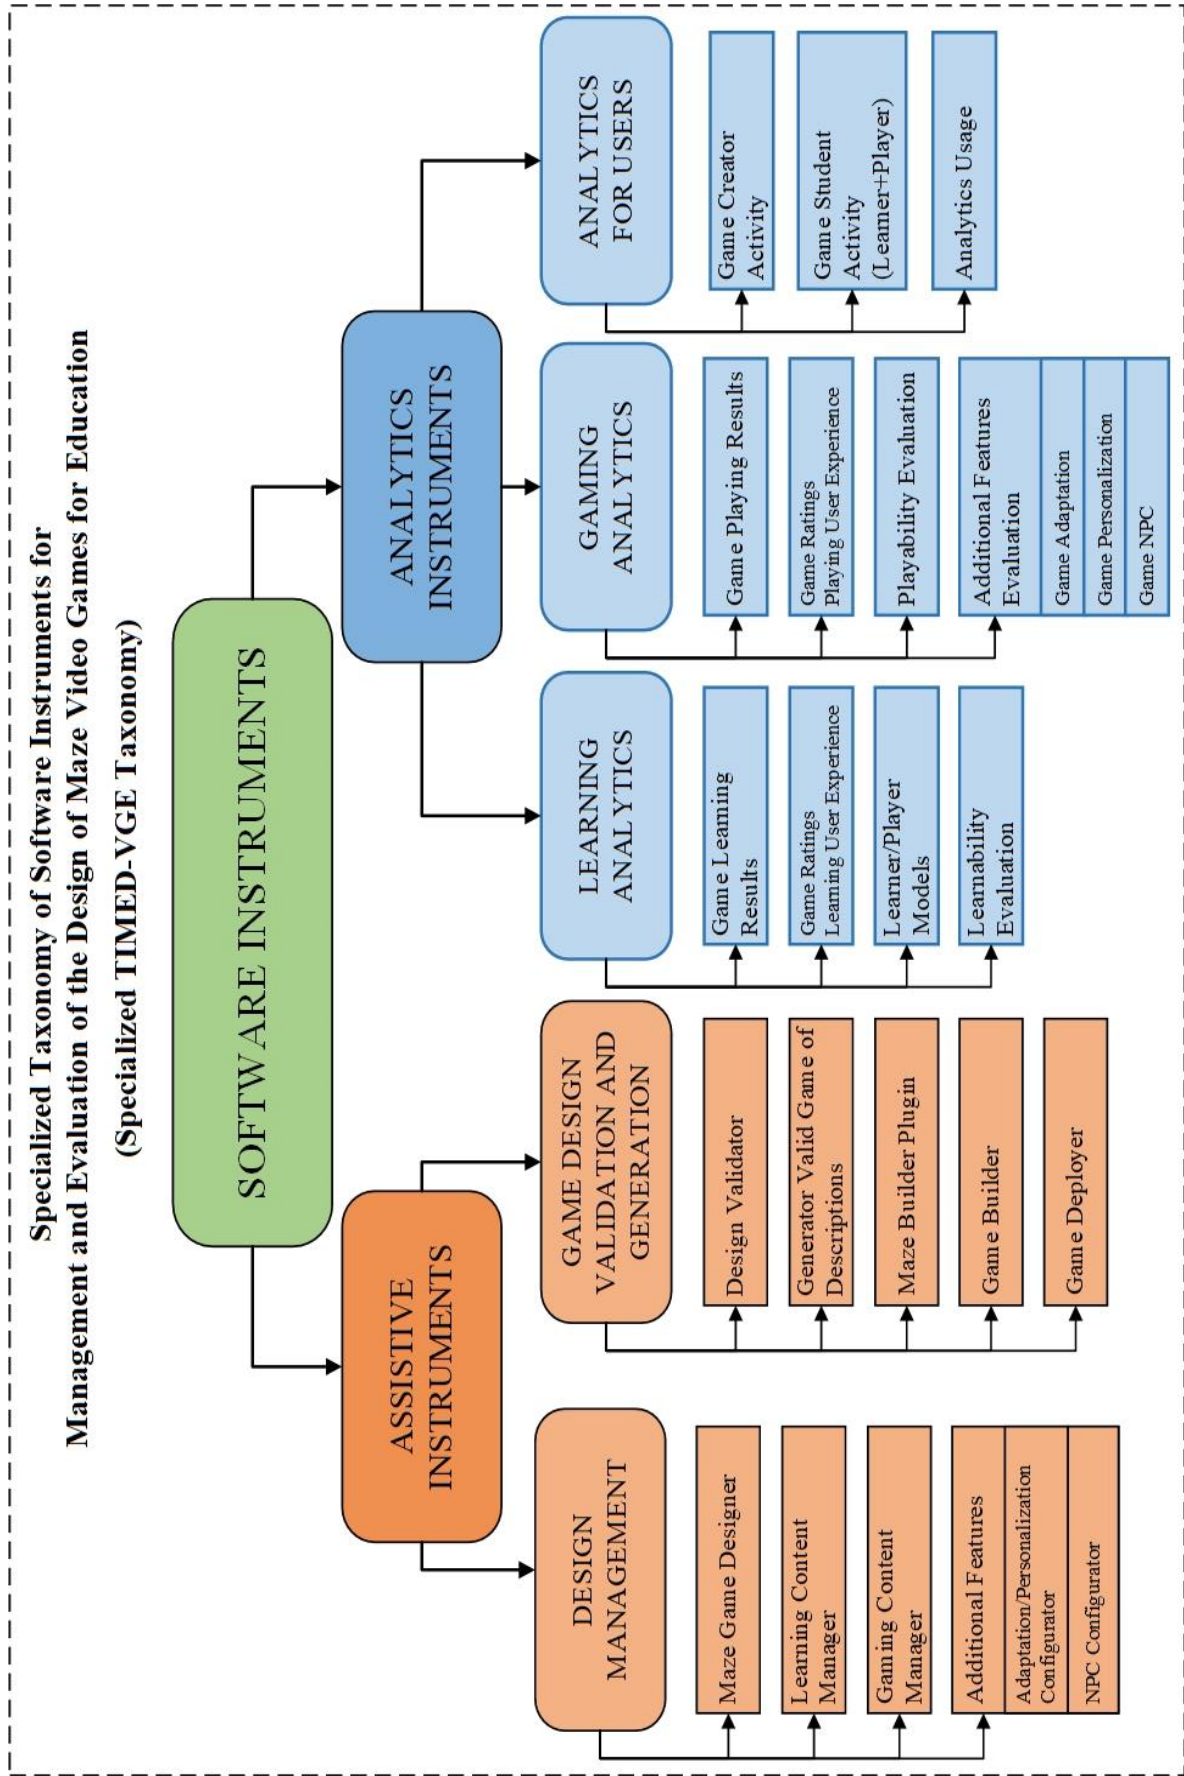 Specialized Taxonomy of Software Instruments for
Management and Evaluation of the Design of Maze Video Games for Education
(Specialized TIMED-VGE Taxonomy)
SOFTWARE INSTRUMENTS
ASSISTIVE
INSTRUMENTS
ANALYTICS
INSTRUMENTS
DESIGN
MANAGEMENT
Maze Game Designer
Learning Content
Manager
Gaming Content
Manager
Additional Features
Adaptation/Personalization
Configurator
NPC Configurator
GAME DESIGN
VALIDATION AND
GENERATION
Design Validator
Generator Valid Game of
Descriptions
Maze Builder Plugin
Game Builder
Game Deployer
LEARNING
ANALYTICS
Game Learning
Results
Game Ratings
Learning User Experience
Learner/Player
Models
Learnability
Evaluation
GAMING
ANALYTICS
Game Playing Results
Game Ratings
Playing User Experience
Playability Evaluation
Additional Features
Evaluation
Game Adaptation
Game Personalization
Game NPC
ANALYTICS
FOR USERS
Game Creator
Activity
Game Student
Activity
(Learner+Player)
Analytics Usage